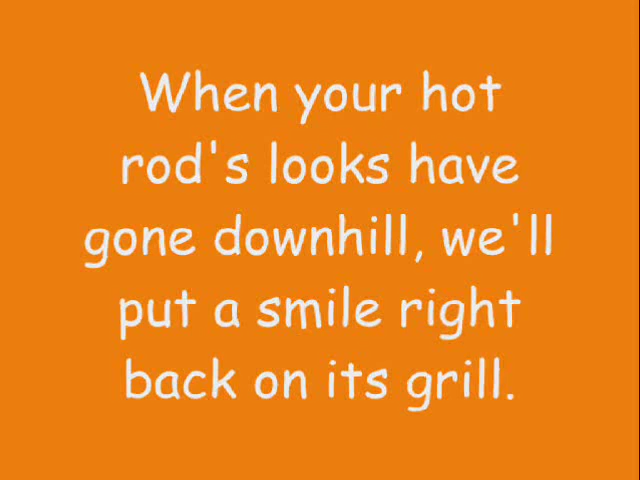 When your hot
rod's looks have
gone downhill, we'll
put a smile right
back on its grill.